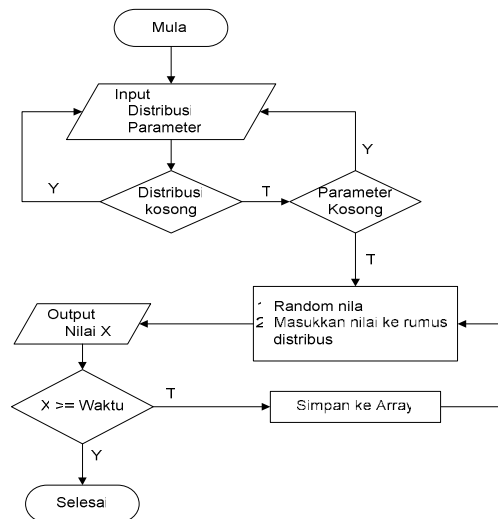 Mula
Input
Distribusi
Parameter
Y
Distribusi
kosong
T
Parameter
Kosong
Y
T
1 Random nila
2 Masukkan nilai ke rumus
distribus
Output
Nilai X
X >= Waktu
T
Simpan ke Array
Y
Selesai